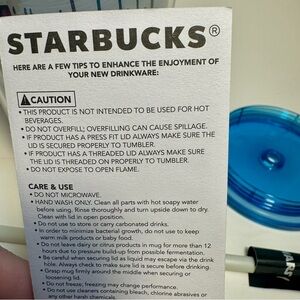 STARBUCKS®
HERE ARE A FEW TIPS TO ENHANCE THE ENJOYMENT OF
YOUR NEW DRINKWARE:
⚠CAUTION
• THIS PRODUCT IS NOT INTENDED TO BE USED FOR HOT
BEVERAGES.
• DO NOT OVERFILL; OVERFILLING CAN CAUSE SPILLAGE.
• IF PRODUCT HAS A PRESS FIT LID ALWAYS MAKE SURE THE
LID IS SECURED PROPERLY TO TUMBLER.
• IF PRODUCT HAS A THREADED LID ALWAYS MAKE SURE
THE LID IS THREADED ON PROPERLY TO TUMBLER.
• DO NOT EXPOSE TO OPEN FLAME.
CARE & USE
• DO NOT MICROWAVE.
• HAND WASH ONLY. Clean all parts with hot soapy water
before using. Rinse thoroughly and turn upside down to dry.
Clean with lid in open position.
• Do not use to store or carry carbonated drinks.
• In order to minimize bacterial growth, do not use to keep
warm milk products or baby food.
• Do not leave dairy or citrus products in mug for more than 12
hours due to pressure buildup from possible fermentation.
• Be careful when securing lid as liquid may escape via the drink
hole. Always check to make sure lid is secure before drinking.
• Grasp mug firmly around the middle when securing or
loosening lid.
• Do not freeze; freezing may change performance.
• Do not use cleaners containing bleach, chlorine abrasives or
any other harsh chemicals.